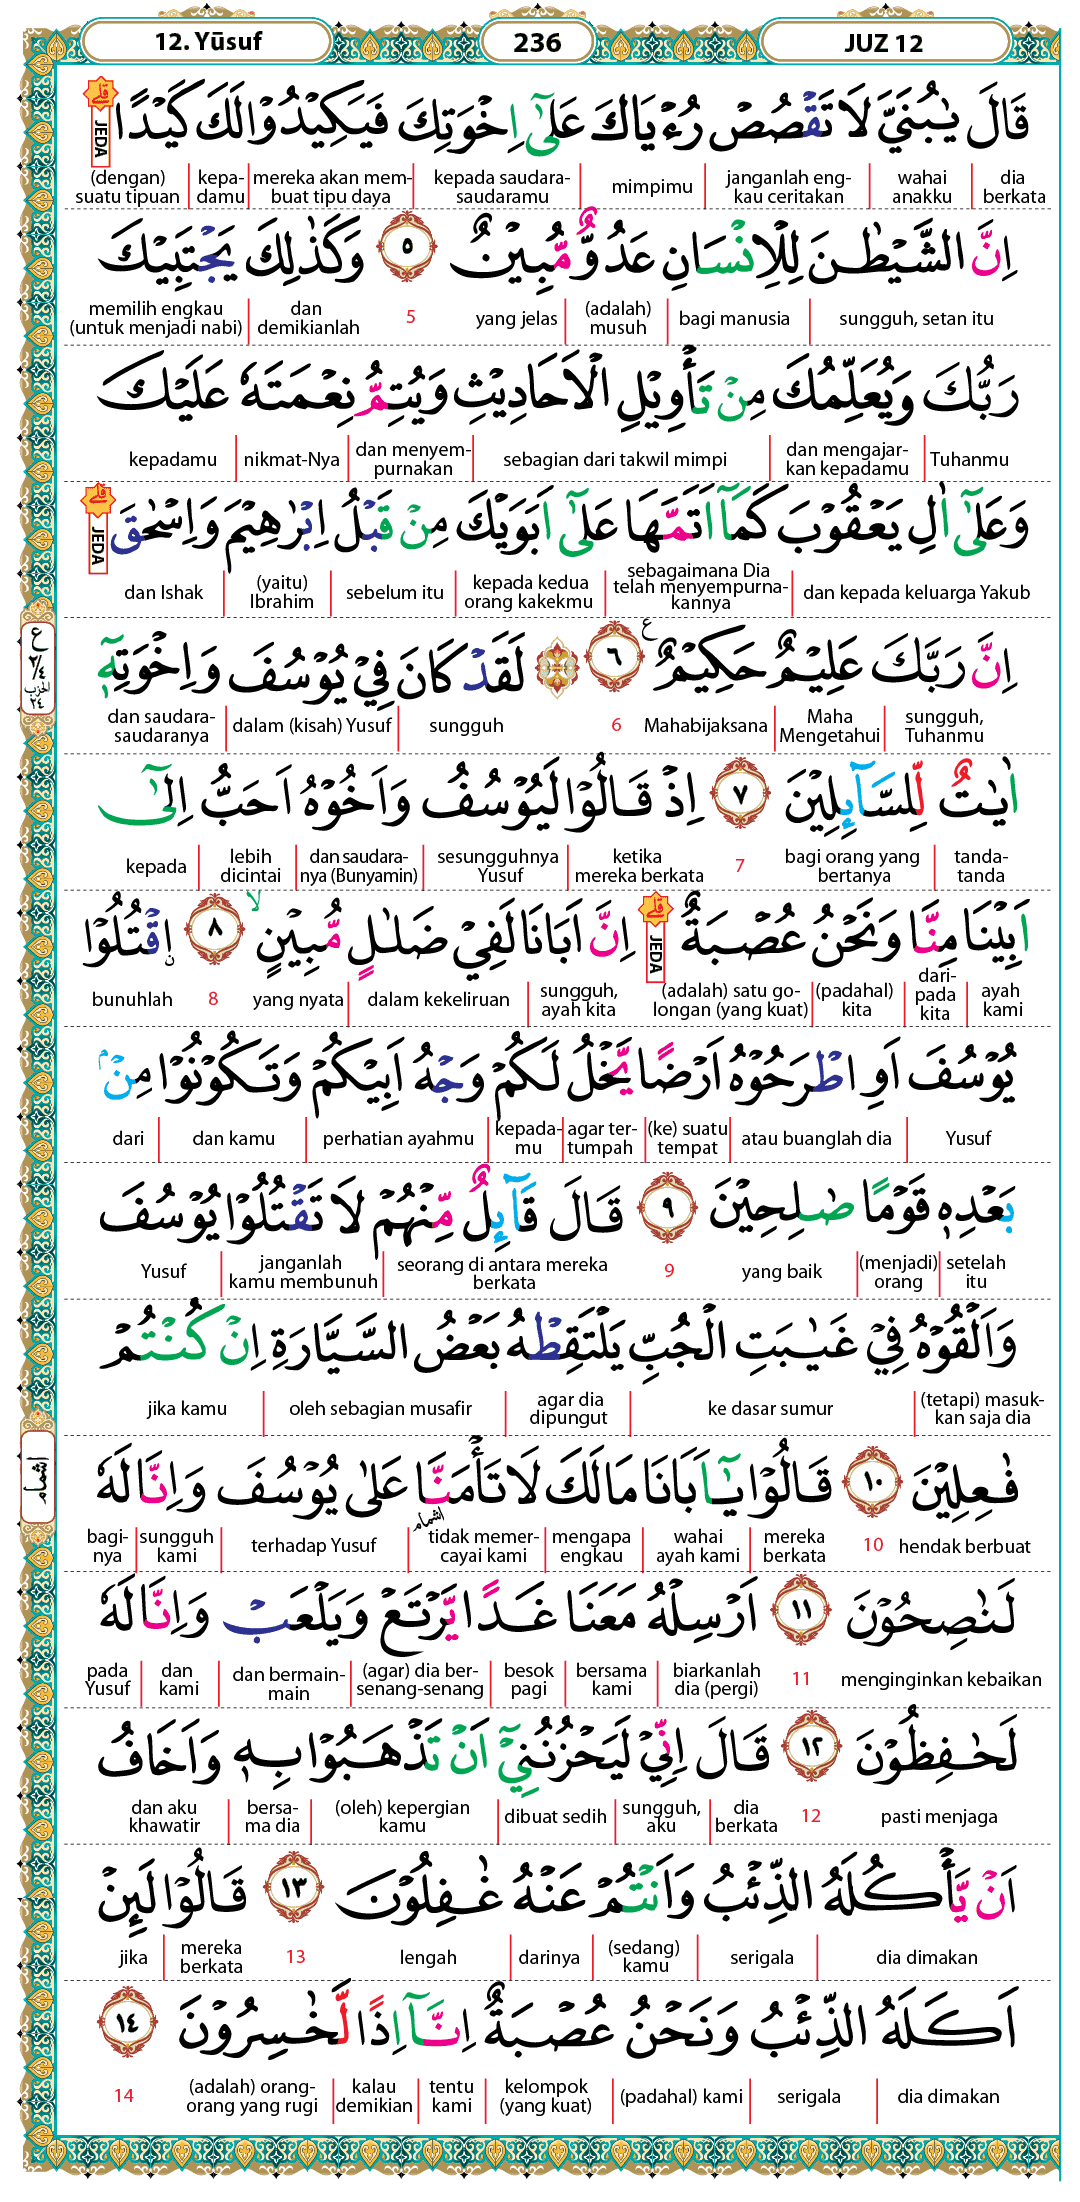 12. Yūsuf 236 JUZ 12
قَالَ يٰبُنَيَّ لَا تَقْصُصْ رُءْيَاكَ عَلٰٓى اِخْوَتِكَ فَيَكِيْدُوْا لَكَ كَيْدًا ۗ JEDA
dia berkata | wahai anakku | janganlah engkau ceritakan | mimpimu | kepada saudara-saudaramu | mereka akan membuat tipu daya | kepadamu | (dengan) suatu tipuan
اِنَّ الشَّيْطٰنَ لِلْاِنْسَانِ عَدُوٌّ مُّبِيْنٌ ٥ وَكَذٰلِكَ يَجْتَبِيْكَ
sungguh, setan itu | bagi manusia | (adalah) musuh | yang jelas 5 dan demikianlah | memilih engkau (untuk menjadi nabi)
رَبُّكَ وَيُعَلِّمُكَ مِنْ تَأْوِيْلِ الْاَحَادِيْثِ وَيُتِمُّ نِعْمَتَهٗ عَلَيْكَ
Tuhanmu | dan mengajarkan kepadamu | sebagian dari takwil mimpi | dan menyempurnakan | nikmat-Nya | kepadamu
وَعَلٰٓى اٰلِ يَعْقُوْبَ كَمَآ اَتَمَّهَا عَلٰٓى اَبَوَيْكَ مِنْ قَبْلُ اِبْرٰهِيْمَ وَاِسْحٰقَ ۗ JEDA
dan kepada keluarga Yakub | sebagaimana Dia telah menyempurnakannya | kepada kedua orang kakekmu | sebelum itu | (yaitu) Ibrahim | dan Ishak
اِنَّ رَبَّكَ عَلِيْمٌ حَكِيْمٌ ࣖ ٦ ۞ لَقَدْ كَانَ فِيْ يُوْسُفَ وَاِخْوَتِهٖٓ
sungguh, Tuhanmu | Maha Mengetahui | Mahabijaksana 6 sungguh | dalam (kisah) Yusuf | dan saudara-saudaranya
اٰيٰتٌ لِّلسَّاۤىِٕلِيْنَ ٧ اِذْ قَالُوْا لَيُوْسُفُ وَاَخُوْهُ اَحَبُّ اِلٰٓى
tanda-tanda | bagi orang yang bertanya 7 ketika mereka berkata | sesungguhnya Yusuf | dan saudaranya (Bunyamin) | lebih dicintai | kepada
اَبِيْنَا مِنَّا وَنَحْنُ عُصْبَةٌ ۗ JEDA اِنَّ اَبَانَا لَفِيْ ضَلٰلٍ مُّبِيْنٍ ۙ ٨ ۨاقْتُلُوْا
ayah kami | daripada kita | (padahal) kita | (adalah) satu golongan (yang kuat) | sungguh, ayah kita | dalam kekeliruan | yang nyata 8 bunuhlah
يُوْسُفَ اَوِ اطْرَحُوْهُ اَرْضًا يَّخْلُ لَكُمْ وَجْهُ اَبِيْكُمْ وَتَكُوْنُوْا مِنْۢ
Yusuf | atau buanglah dia | (ke) suatu tempat | agar tertumpah | kepadamu | perhatian ayahmu | dan kamu | dari
بَعْدِهٖ قَوْمًا صٰلِحِيْنَ ٩ قَالَ قَاۤىِٕلٌ مِّنْهُمْ لَا تَقْتُلُوْا يُوْسُفَ
setelah itu | (menjadi) orang | yang baik 9 seorang di antara mereka berkata | janganlah kamu membunuh | Yusuf
وَاَلْقُوْهُ فِيْ غَيٰبَتِ الْجُبِّ يَلْتَقِطْهُ بَعْضُ السَّيَّارَةِ اِنْ كُنْتُمْ
(tetapi) masukkan saja dia | ke dasar sumur | agar dia dipungut | oleh sebagian musafir | jika kamu
فٰعِلِيْنَ ١٠ قَالُوْا يٰٓاَبَانَا مَالَكَ لَا تَأْمَنَّا عَلٰى يُوْسُفَ وَاِنَّا لَهٗ
اشمام
hendak berbuat 10 mereka berkata | wahai ayah kami | mengapa engkau | tidak memercayai kami | terhadap Yusuf | sungguh kami | baginya
لَنٰصِحُوْنَ ١١ اَرْسِلْهُ مَعَنَا غَدًا يَّرْتَعْ وَيَلْعَبْ وَاِنَّا لَهٗ
menginginkan kebaikan 11 biarkanlah dia (pergi) | bersama kami | besok pagi | (agar) dia bersenang-senang | dan bermain-main | dan kami | pada Yusuf
لَحٰفِظُوْنَ ١٢ قَالَ اِنِّيْ لَيَحْزُنُنِيْٓ اَنْ تَذْهَبُوْا بِهٖ وَاَخَافُ
pasti menjaga 12 dia berkata | sungguh, aku | dibuat sedih | (oleh) kepergian kamu | bersama dia | dan aku khawatir
اَنْ يَّأْكُلَهُ الذِّئْبُ وَاَنْتُمْ عَنْهُ غٰفِلُوْنَ ١٣ قَالُوْا لَىِٕنْ
dia dimakan | serigala | (sedang) kamu | darinya | lengah 13 mereka berkata | jika
اَكَلَهُ الذِّئْبُ وَنَحْنُ عُصْبَةٌ اِنَّآ اِذًا لَّخٰسِرُوْنَ ١٤
dia dimakan | serigala | (padahal) kami | kelompok (yang kuat) | tentu kami | kalau demikian | (adalah) orang-orang yang rugi 14
ع
٢/٤
الحزب
٢٤
اشمام